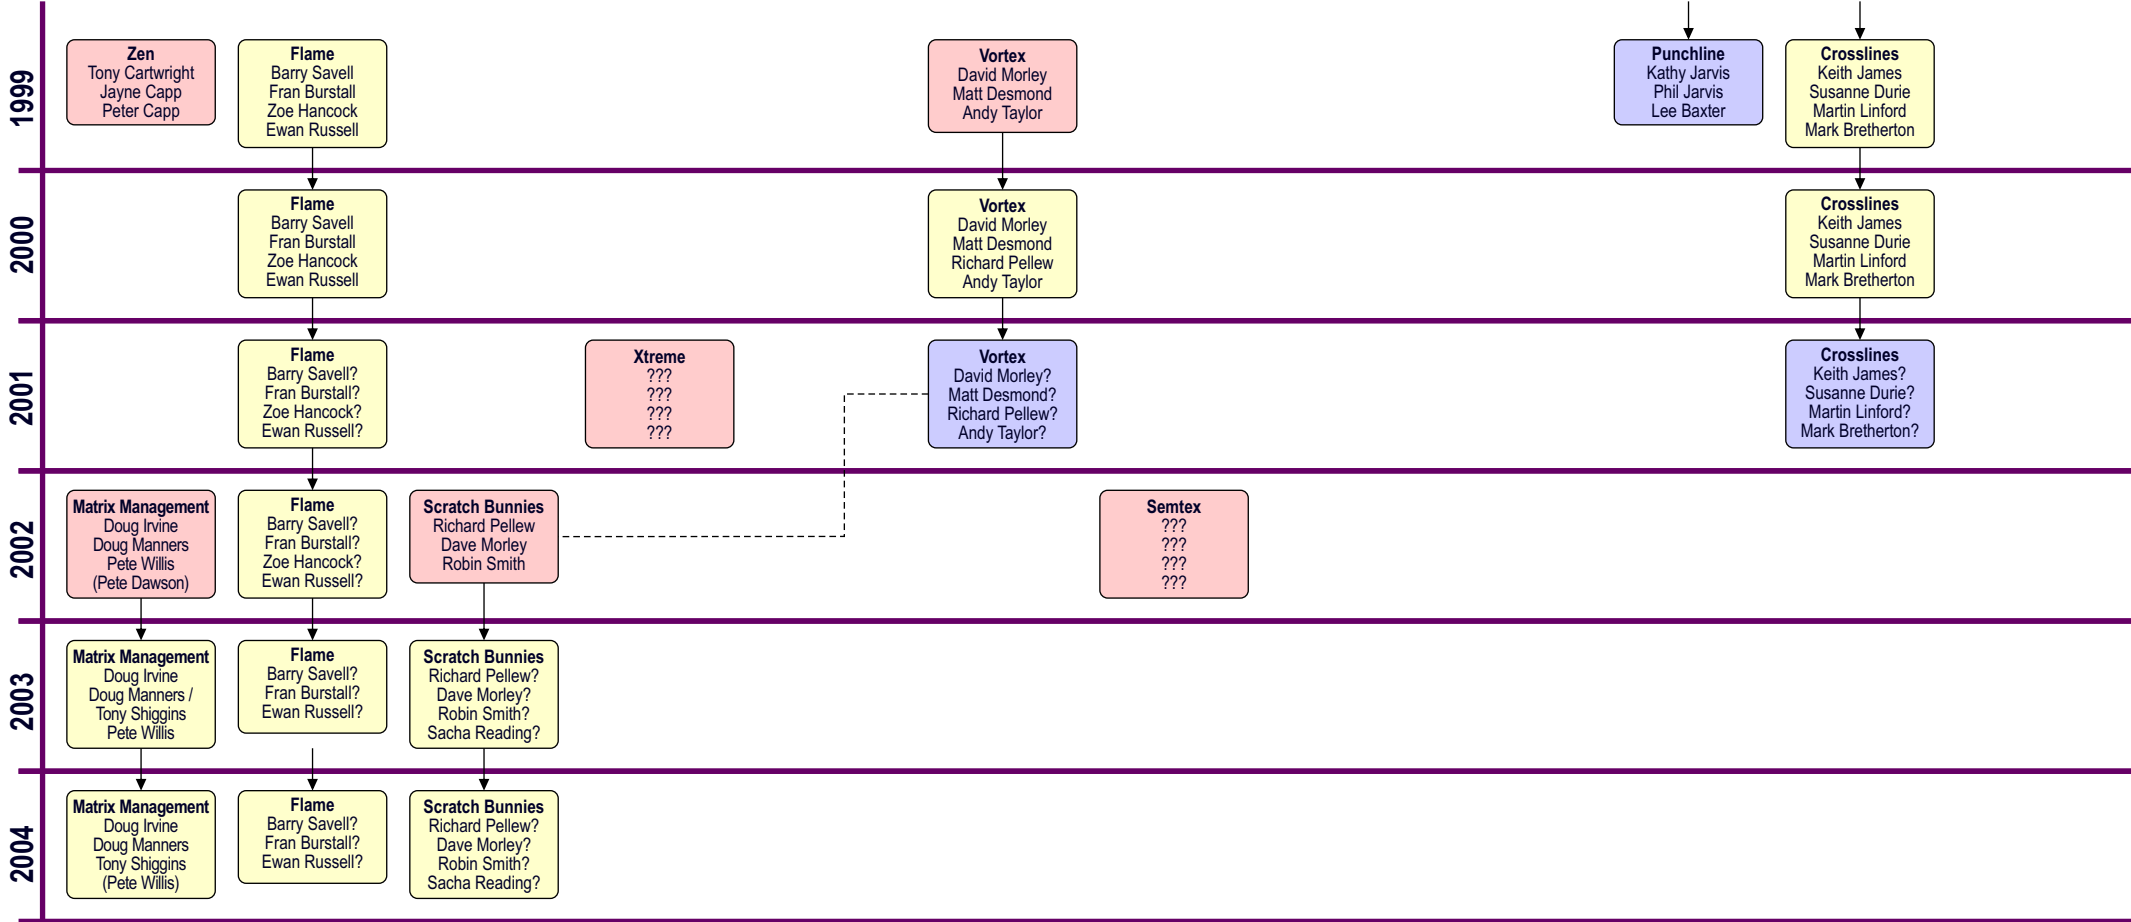 1999
Zen
Tony Cartwright
Jayne Capp
Peter Capp
Flame
Barry Savell
Fran Burstall
Zoe Hancock
Ewan Russell
Vortex
David Morley
Matt Desmond
Andy Taylor
Punchline
Kathy Jarvis
Phil Jarvis
Lee Baxter
Crosslines
Keith James
Susanne Durie
Martin Linford
Mark Bretherton
2000
Flame
Barry Savell
Fran Burstall
Zoe Hancock
Ewan Russell
Vortex
David Morley
Matt Desmond
Richard Pellew
Andy Taylor
Crosslines
Keith James
Susanne Durie
Martin Linford
Mark Bretherton
2001
Flame
Barry Savell?
Fran Burstall?
Zoe Hancock?
Ewan Russell?
Xtreme
???
???
???
???
Vortex
David Morley?
Matt Desmond?
Richard Pellew?
Andy Taylor?
Crosslines
Keith James?
Susanne Durie?
Martin Linford?
Mark Bretherton?
2002
Matrix Management
Doug Irvine
Doug Manners
Pete Willis
(Pete Dawson)
Flame
Barry Savell?
Fran Burstall?
Zoe Hancock?
Ewan Russell?
Scratch Bunnies
Richard Pellew
Dave Morley
Robin Smith
Semtex
???
???
???
???
2003
Matrix Management
Doug Irvine
Doug Manners /
Tony Shiggins
Pete Willis
Flame
Barry Savell?
Fran Burstall?
Ewan Russell?
Scratch Bunnies
Richard Pellew?
Dave Morley?
Robin Smith?
Sacha Reading?
2004
Matrix Management
Doug Irvine
Doug Manners
Tony Shiggins
(Pete Willis)
Flame
Barry Savell?
Fran Burstall?
Ewan Russell?
Scratch Bunnies
Richard Pellew?
Dave Morley?
Robin Smith?
Sacha Reading?